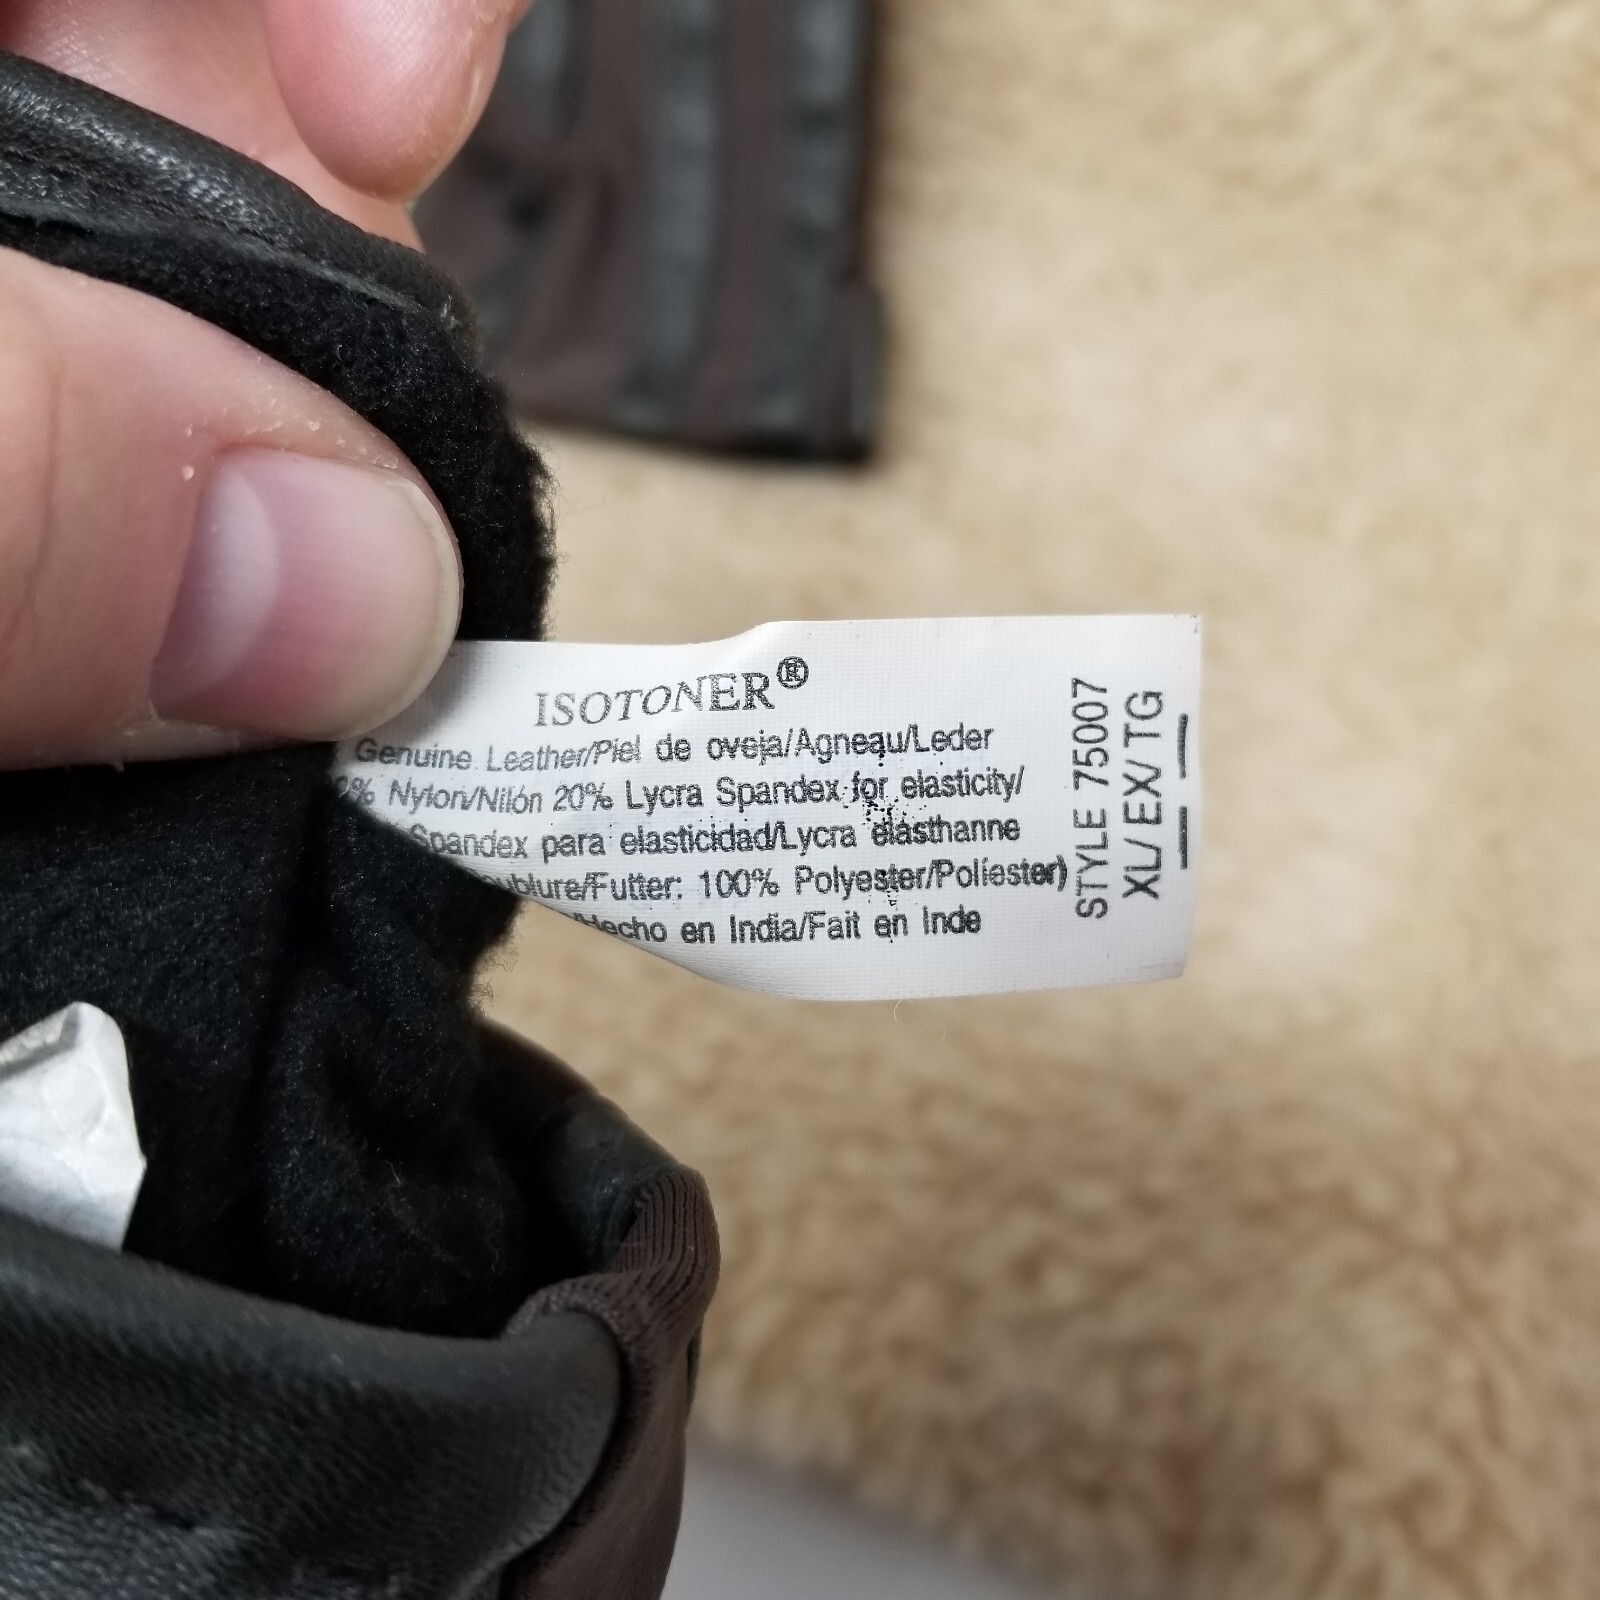 ISOTONER®
Genuine Leather/Piel de oveja/Agneau/Leder
% Nylon/Nilón 20% Lycra Spandex for elasticity/
Spandex para elasticidad/Lycra elasthanne
/Futter: 100% Polyester/Políester)
/Hecho en India/Fait en Inde
STYLE 75007
XL/ EX/ TG